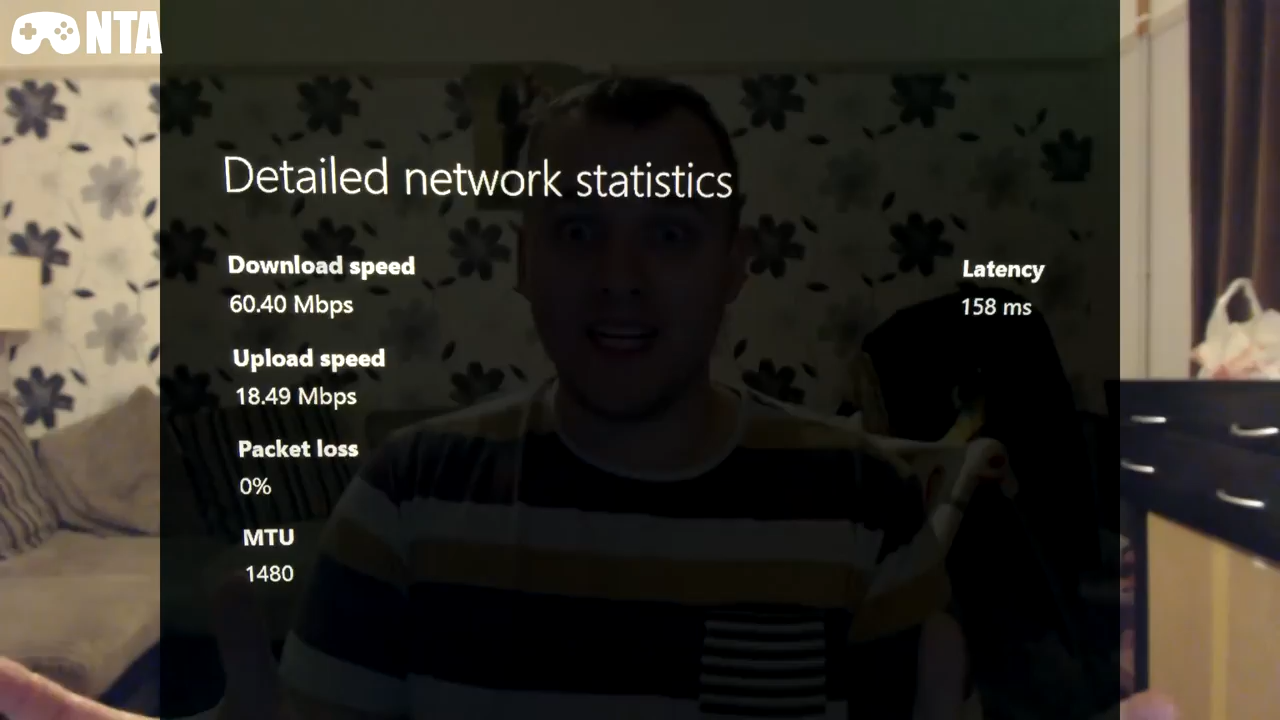 NTA
Detailed network statistics
Download speed
60.40 Mbps
Latency
158 ms
Upload speed
18.49 Mbps
Packet loss
0%
MTU
1480